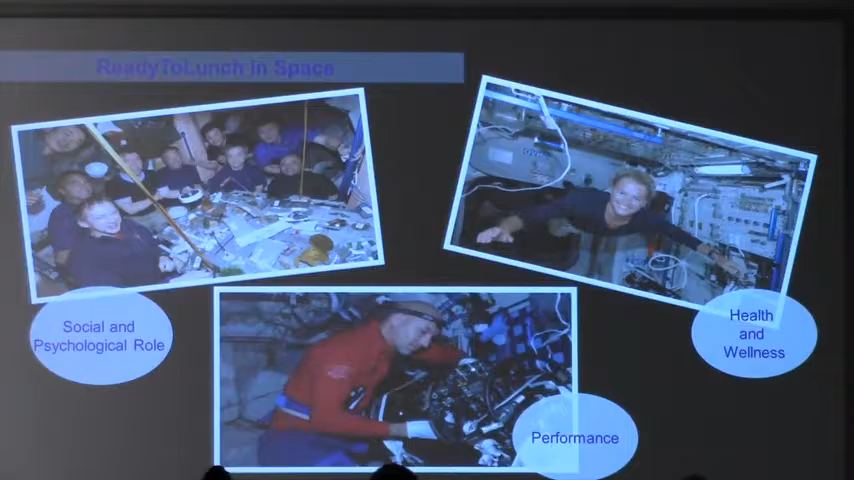 ReadyToLunch in Space
Social and
Psychological Role
Health
and
Wellness
Performance